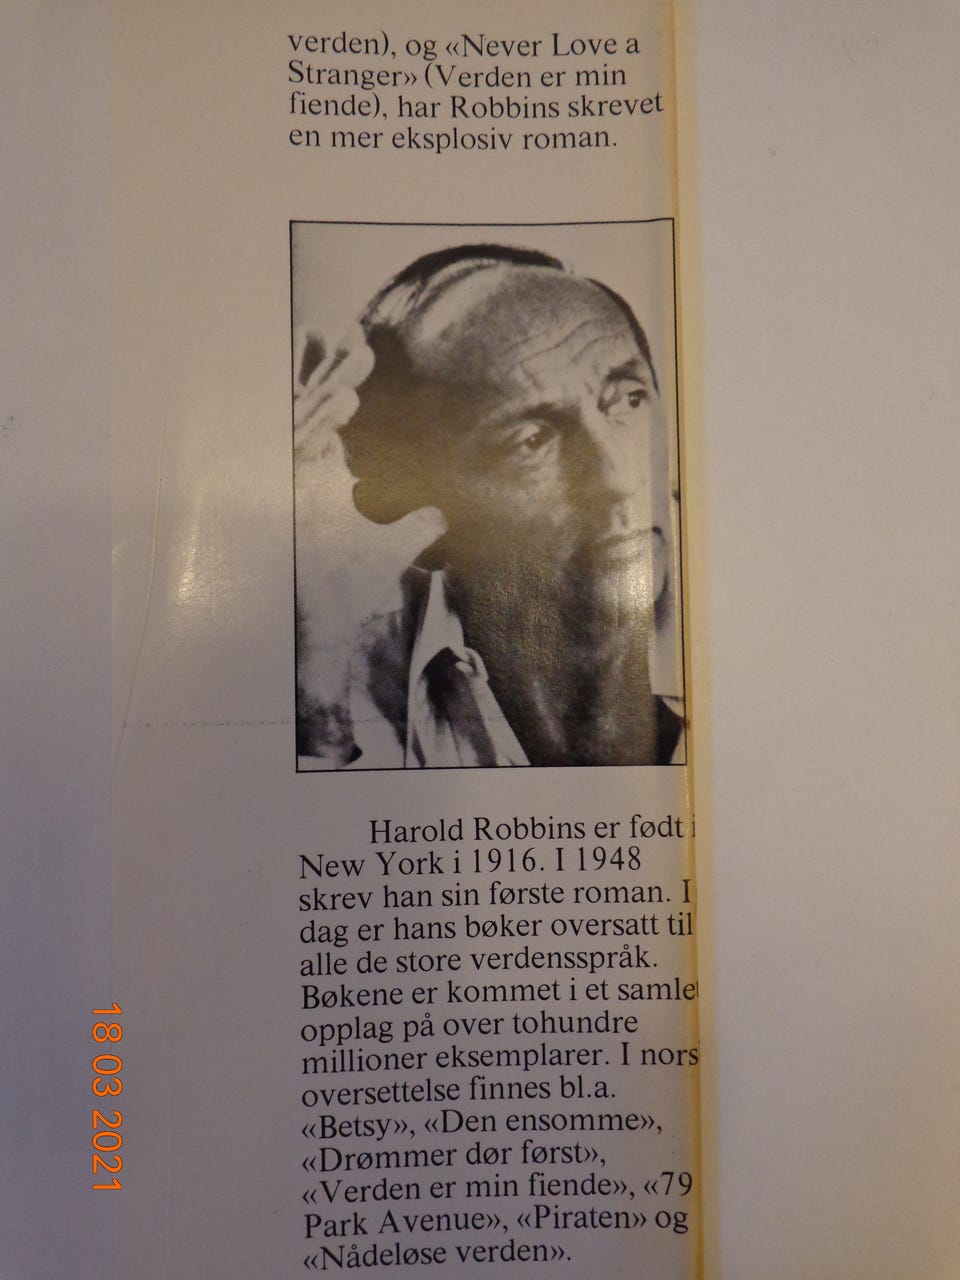 verden), og «Never Love a
Stranger» (Verden er min
fiende), har Robbins skrevet
en mer eksplosiv roman.
Harold Robbins er født i
New York i 1916. I 1948
skrev han sin første roman. I
dag er hans bøker oversatt til
alle de store verdensspråk.
Bøkene er kommet i et samlet
opplag på over tohundre
millioner eksemplarer. I nors
oversettelse finnes bl.a.
«Betsy», «Den ensomme»,
«Drømmer dør først»,
«Verden er min fiende», «79
Park Avenue», «Piraten» og
«Nådeløse verden».
18 03 2021